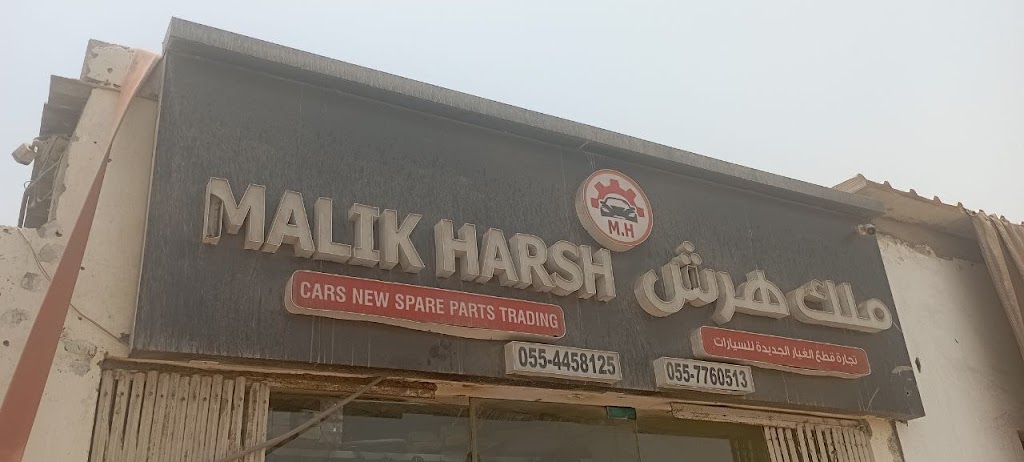 M.H
MALIK HARSH
ملك هرش
CARS NEW SPARE PARTS TRADING
تجارة قطع الغيار الجديدة للسيارات
055-4458125
055-7760513